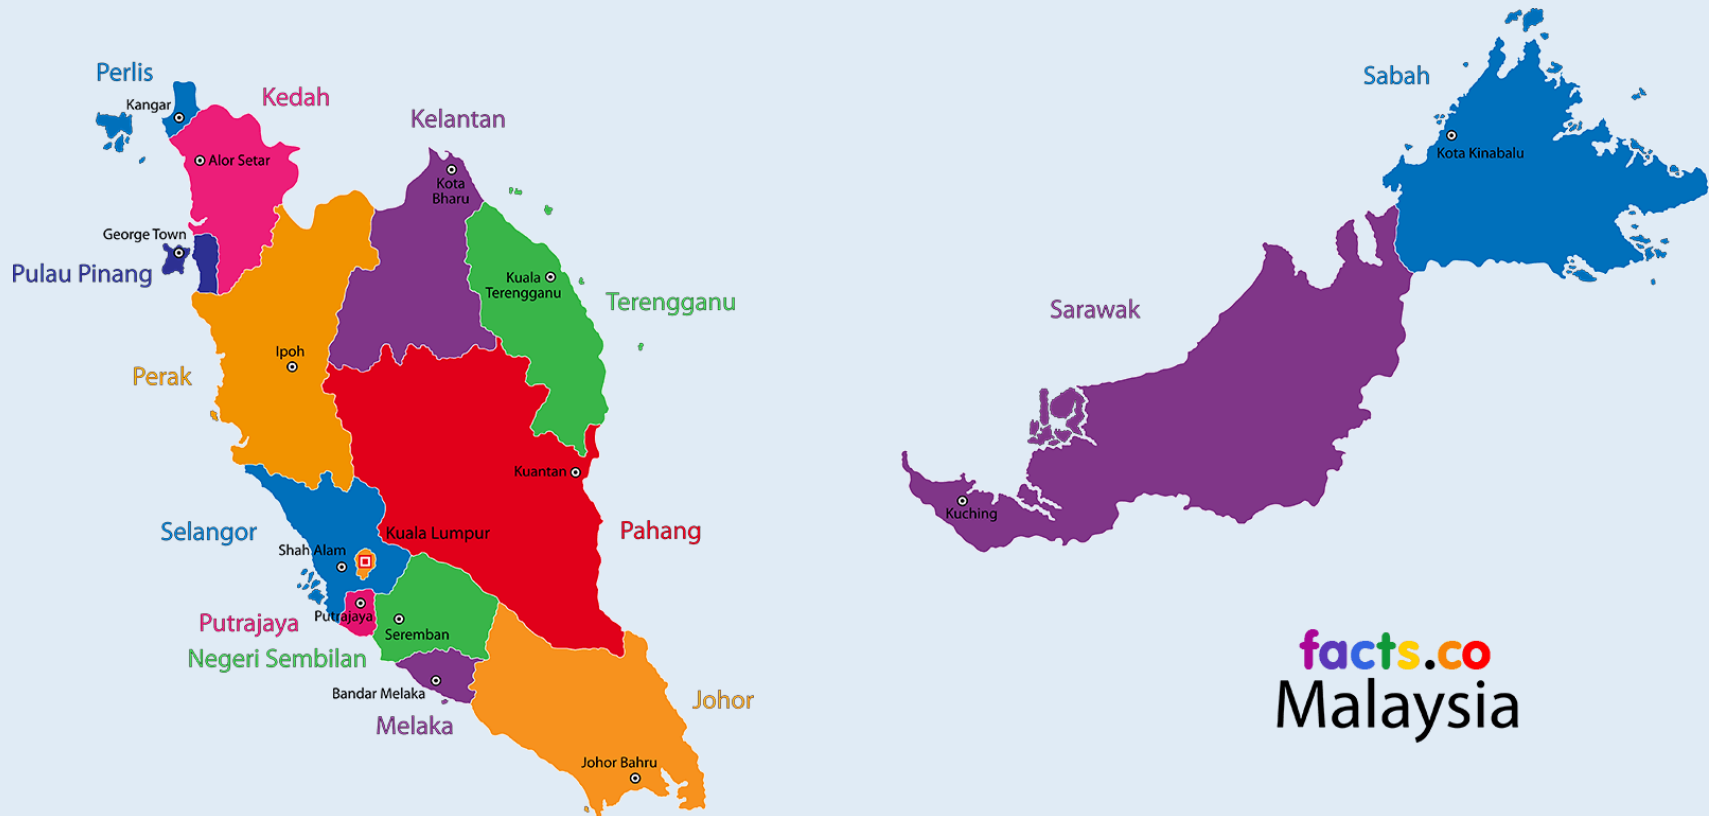 Perlis
Kangar
Kedah
Alor Setar
Kelantan
Kota
Bharu
George Town
Pulau Pinang
Kuala
Terengganu
Terengganu
Ipoh
Perak
Kuantan
Selangor
Kuala Lumpur
Pahang
Shah Alam
Putrajaya
Putrajaya
Seremban
Negeri Sembilan
Bandar Melaka
Melaka
Johor
Johor Bahru
Sabah
Kota Kinabalu
Sarawak
Kuching
facts.co
Malaysia